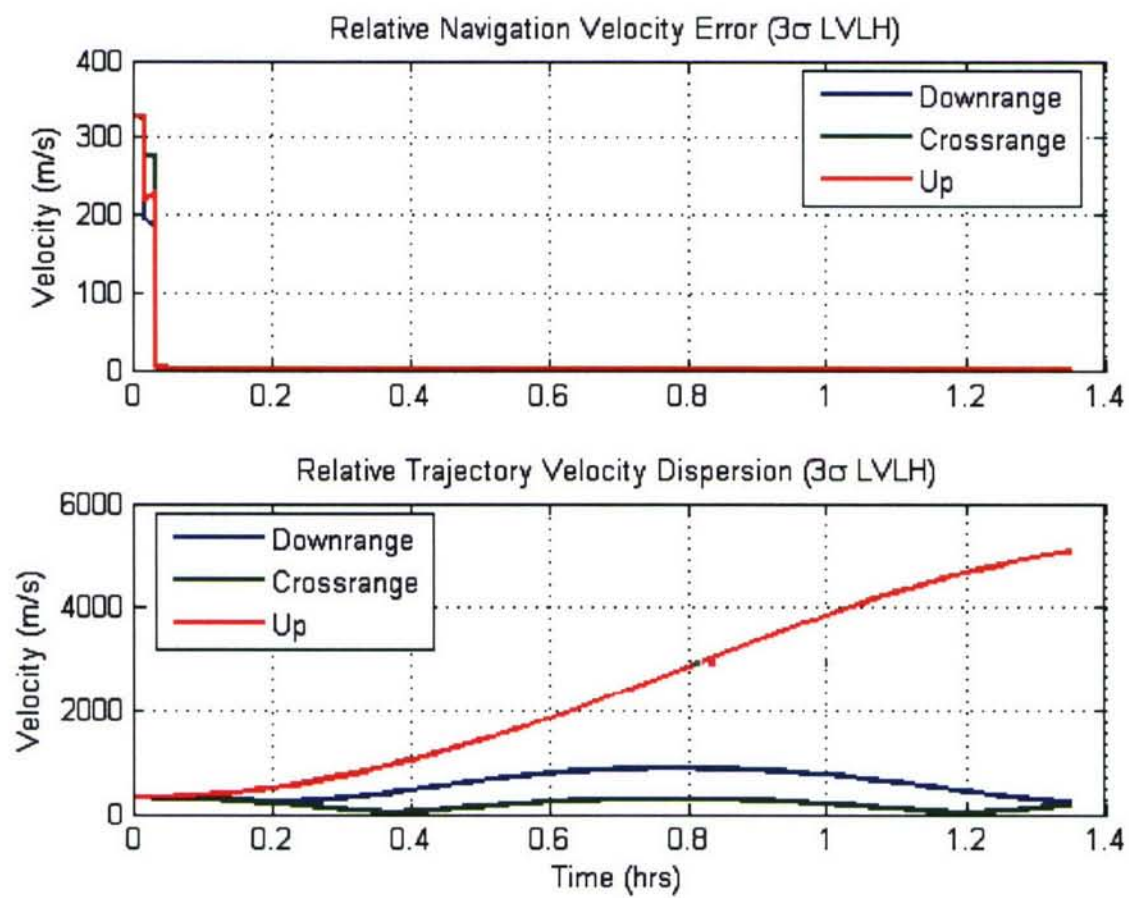 Relative Navigation Velocity Error (3σ LVLH)
400
300
200
100
0
Velocity (m/s)
Downrange
Crossrange
Up
0 0.2 0.4 0.6 0.8 1 1.2 1.4
Relative Trajectory Velocity Dispersion (3σ LVLH)
6000
4000
2000
0
Velocity (m/s)
Downrange
Crossrange
Up
0 0.2 0.4 0.6 0.8 1 1.2 1.4
Time (hrs)